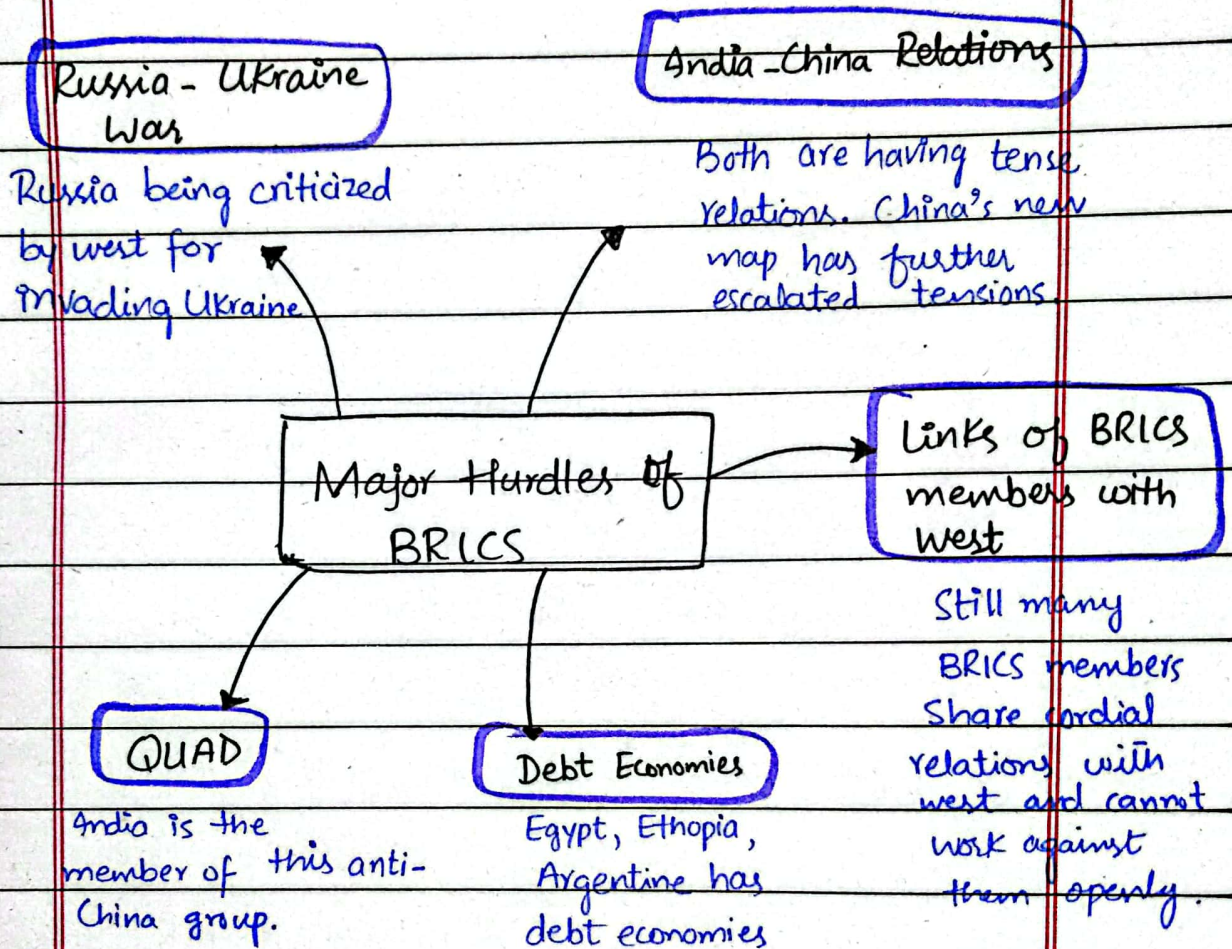 Russia - Ukraine
War
Russia being criticized
by west for
invading Ukraine
India - China Relations
Both are having tense
relations. China's new
map has further
escalated tensions.
Major Hurdles of
BRICS
Links of BRICS
members with
West
Still many
BRICS members
Share cordial
relations with
west and cannot
work against
them openly.
QUAD
India is the
member of this anti-
China group.
Debt Economies
Egypt, Ethopia,
Argentine has
debt economies